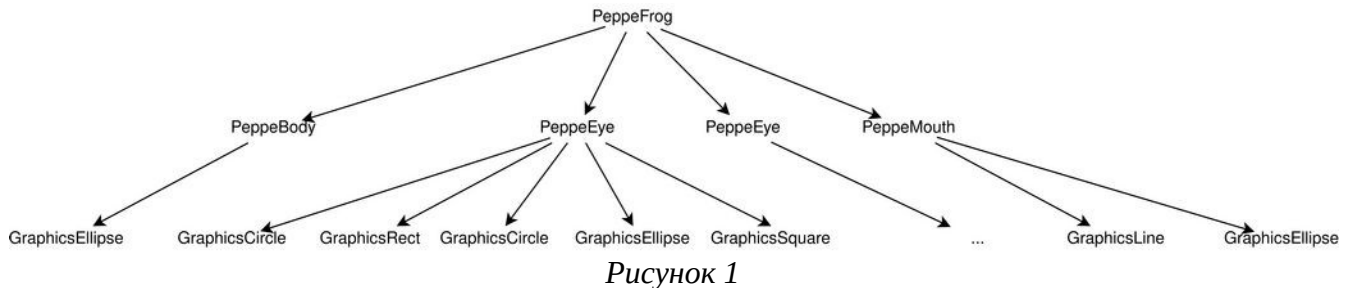 PeppeFrog
PeppeBody PeppeEye PeppeEye PeppeMouth
GraphicsEllipse GraphicsCircle GraphicsRect GraphicsCircle GraphicsEllipse GraphicsSquare ... GraphicsLine GraphicsEllipse
Рисунок 1